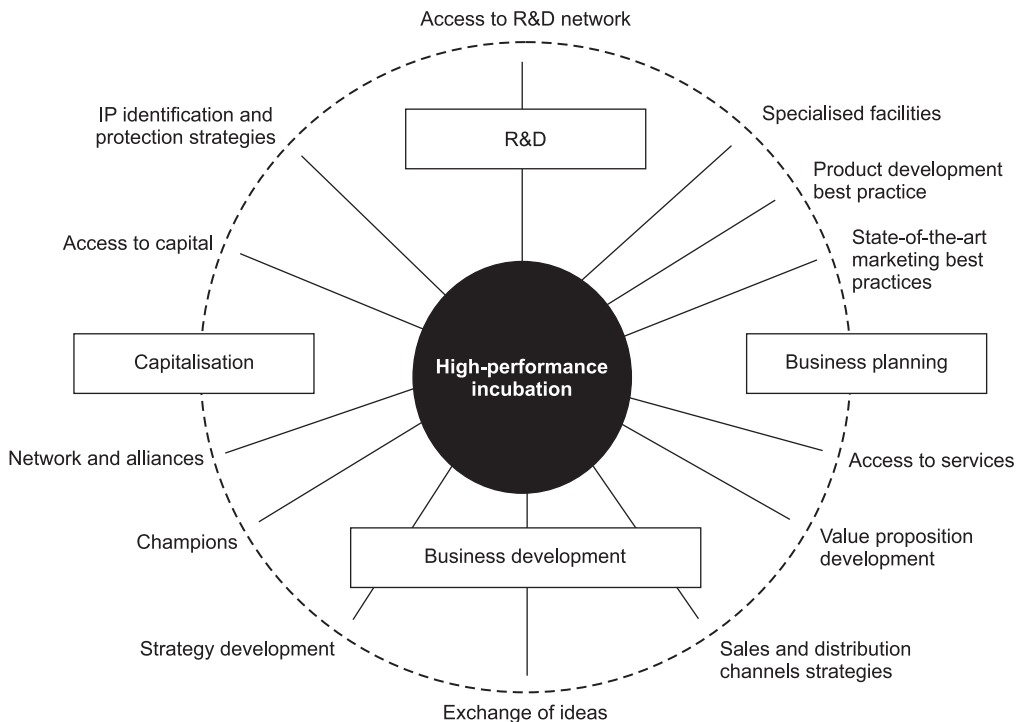 Access to R&D network
IP identification and
protection strategies
R&D
Specialised facilities
Product development
best practice
Access to capital
State-of-the-art
marketing best
practices
Capitalisation
High-performance
incubation
Business planning
Network and alliances
Access to services
Champions
Business development
Value proposition
development
Strategy development
Sales and distribution
channels strategies
Exchange of ideas